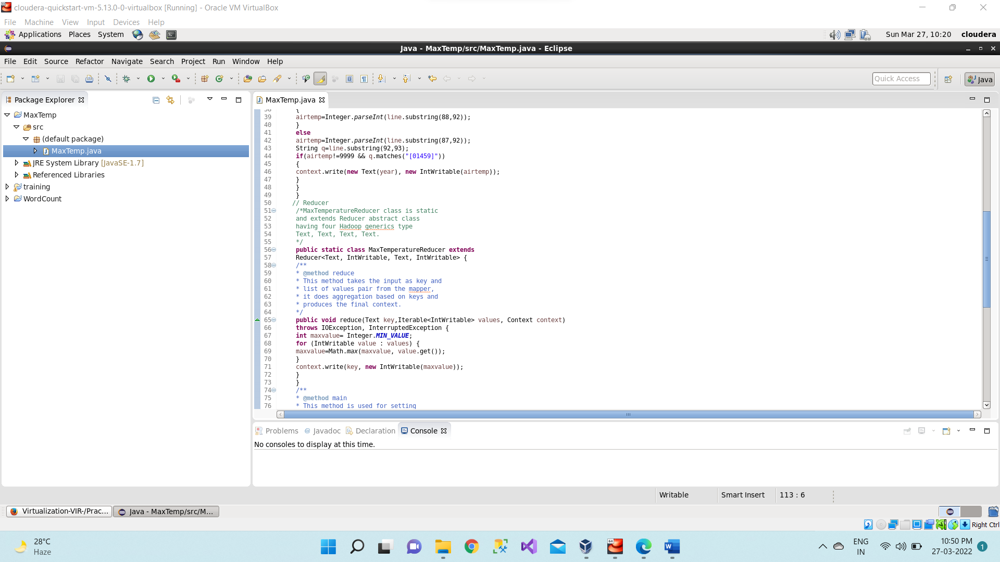 cloudera-quickstart-vm-5.13.0-0-virtualbox [Running] - Oracle VM VirtualBox
File Machine View Input Devices Help
Applications Places System
Sun Mar 27, 10:20 cloudera
Java - MaxTemp/src/MaxTemp.java - Eclipse
File Edit Source Refactor Navigate Search Project Run Window Help
Quick Access
Java
Package Explorer
MaxTemp
src
(default package)
MaxTemp.java
JRE System Library [JavaSE-1.7]
Referenced Libraries
training
WordCount
MaxTemp.java
38 {
39 airtemp=Integer.parseInt(line.substring(88,92));
40 }
41 else
42 airtemp=Integer.parseInt(line.substring(87,92));
43 String q=line.substring(92,93);
44 if(airtemp!=9999 && q.matches("[01459]"))
45 {
46 context.write(new Text(year), new IntWritable(airtemp));
47 }
48 }
49 }
50 // Reducer
51 /*MaxTemperatureReducer class is static
52 and extends Reducer abstract class
53 having four Hadoop generics type
54 Text, Text, Text, Text.
55 */
56 public static class MaxTemperatureReducer extends
57 Reducer<Text, IntWritable, Text, IntWritable> {
58 /**
59 * @method reduce
60 * This method takes the input as key and
61 * list of values pair from the mapper,
62 * it does aggregation based on keys and
63 * produces the final context.
64 */
65 public void reduce(Text key,Iterable<IntWritable> values, Context context)
66 throws IOException, InterruptedException {
67 int maxvalue= Integer.MIN_VALUE;
68 for (IntWritable value : values) {
69 maxvalue=Math.max(maxvalue, value.get());
70 }
71 context.write(key, new IntWritable(maxvalue));
72 }
73 }
74 /**
75 * @method main
76 * This method is used for setting
Problems @ Javadoc Declaration Console
No consoles to display at this time.
Writable Smart Insert 113 : 6
Virtualization-VIR-/Prac... Java - MaxTemp/src/M...
Right Ctrl
28°C
Haze
64
W
ENG
IN
10:50 PM
27-03-2022
1